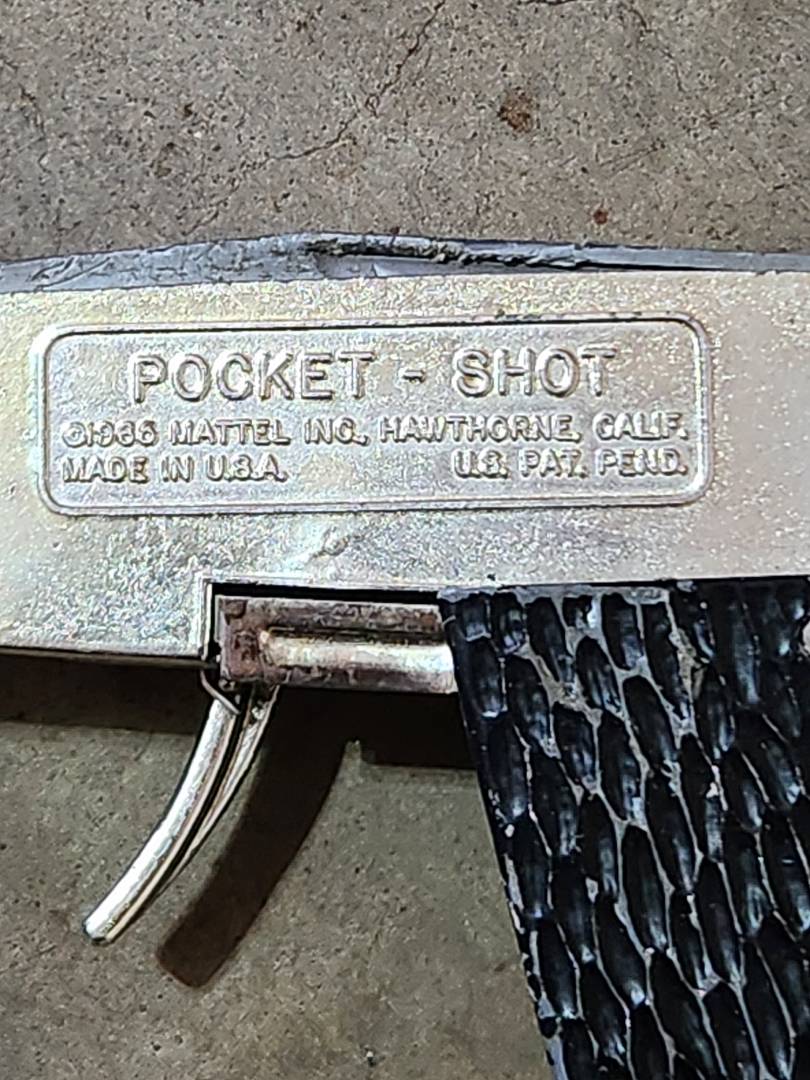 POCKET - SHOT
©1966 MATTEL INC., HAWTHORNE, CALIF.
MADE IN U.S.A. U.S. PAT. PEND.